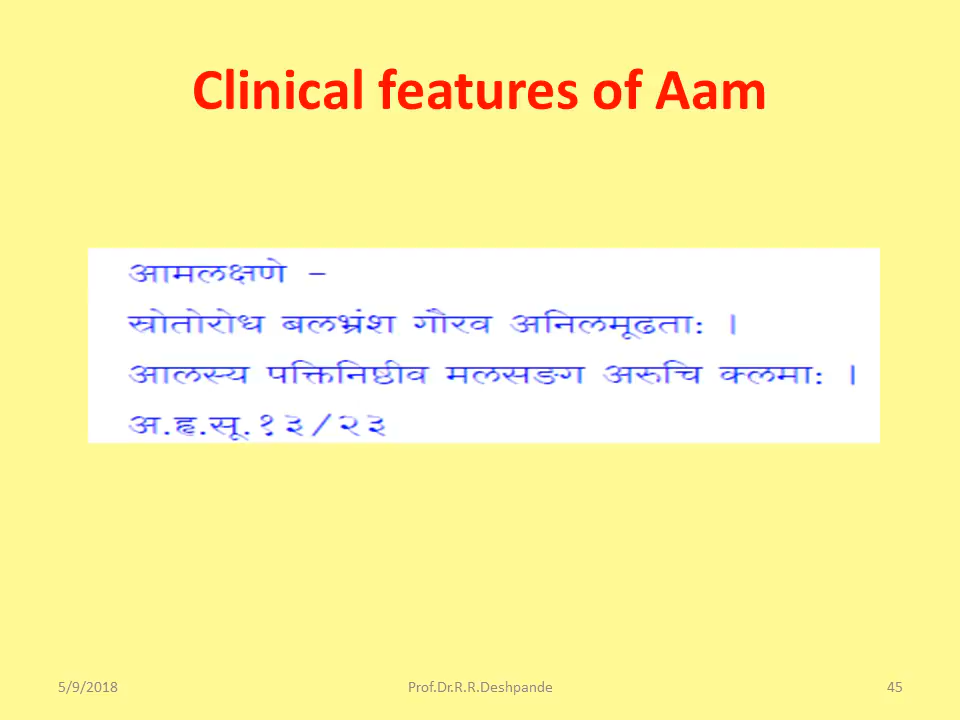 Clinical features of Aam
आमलक्षणे –
स्रोतोरोध बलभ्रंश गौरव अनिलमूढताः ।
आलस्य पक्तिनिष्ठीव मलसङग अरुचि क्लमाः ।
अ.हृ.सू.१३/२३
5/9/2018
Prof.Dr.R.R.Deshpande
45